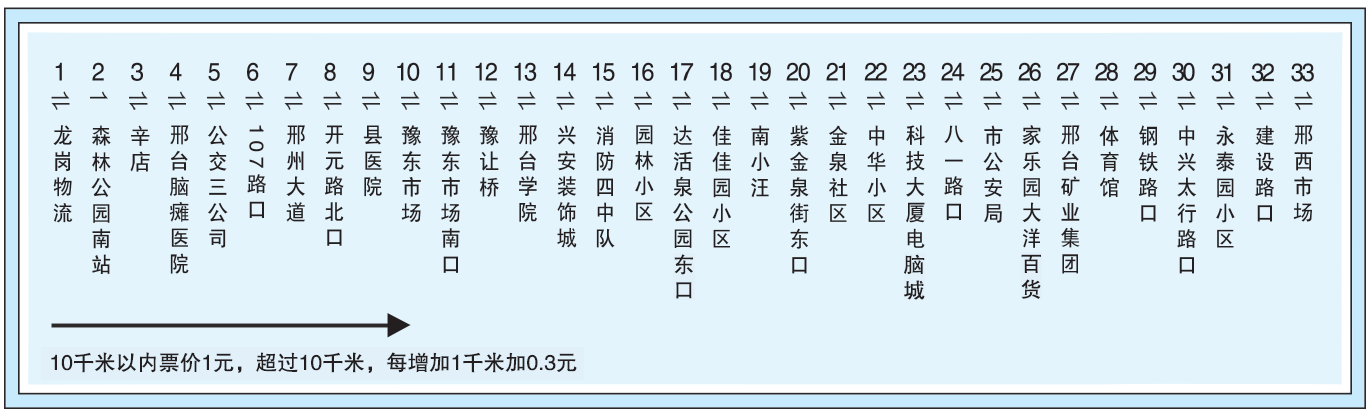 1 2 3 4 5 6 7 8 9 10 11 12 13 14 15 16 17 18 19 20 21 22 23 24 25 26 27 28 29 30 31 32 33
龙岗物流
森林公园南站
辛店
邢台脑瘫医院
公交三公司
107路口
邢州大道
开元路北口
县医院
豫东市场
豫东市场南口
豫让桥
邢台学院
兴安装饰城
消防四中队
园林小区
达活泉公园东口
佳佳园小区
南小汪
紫金泉街东口
金泉社区
中华小区
科技大厦电脑城
八一路口
市公安局
家乐园大洋百货
邢台矿业集团
体育馆
钢铁路口
中兴太行路口
永泰园小区
建设路口
邢西市场
10千米以内票价1元，超过10千米，每增加1千米加0.3元